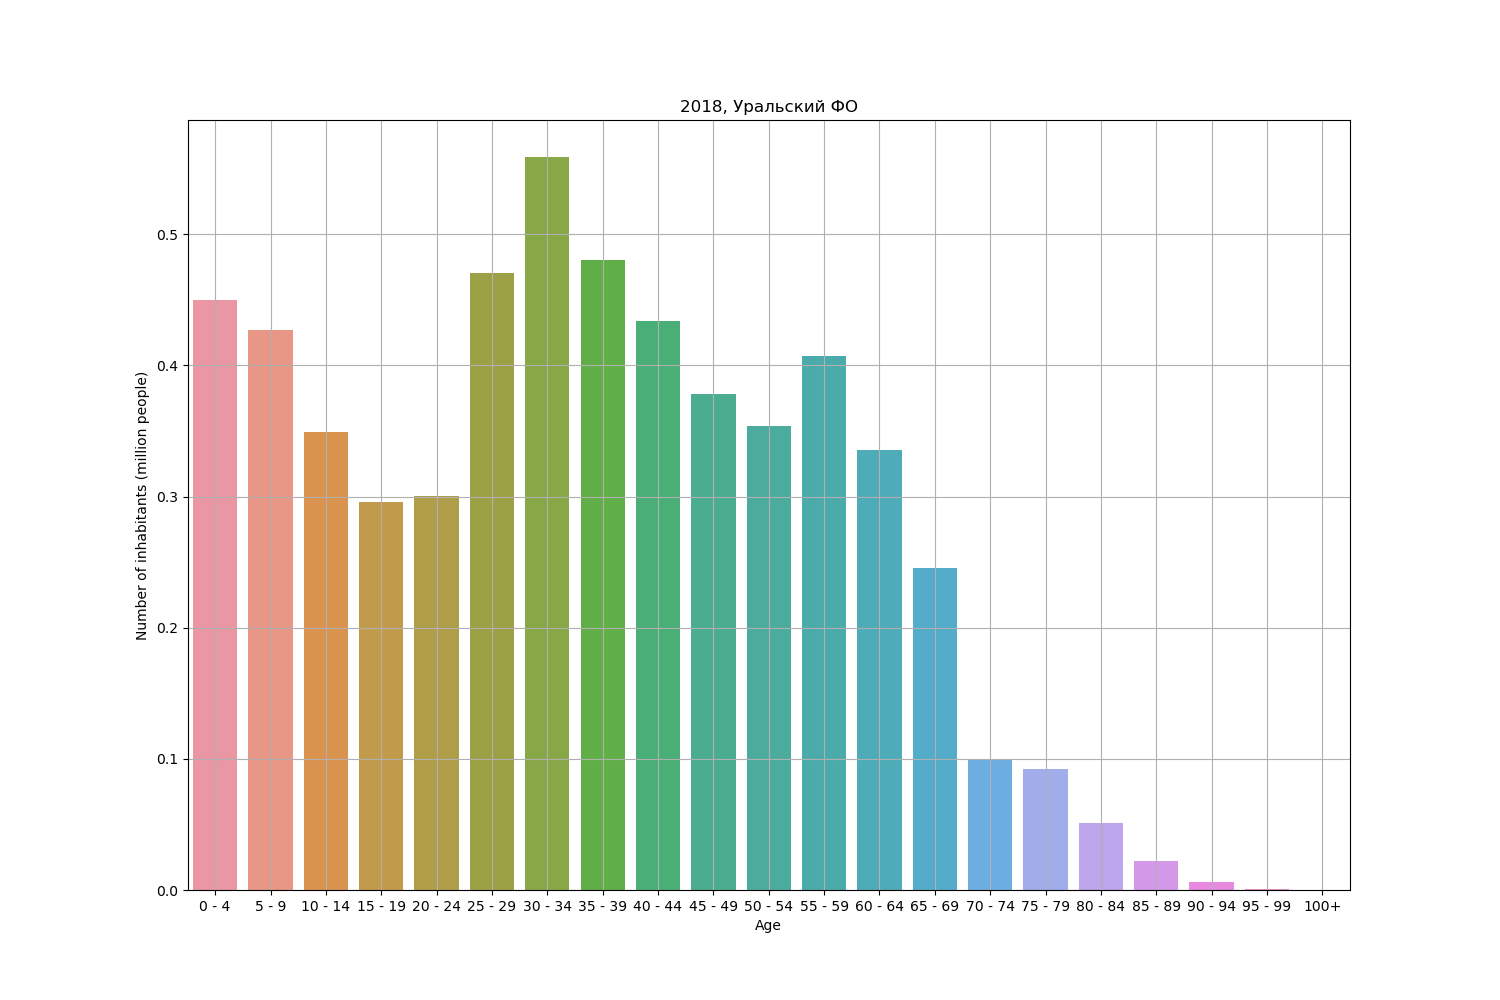 2018, Уральский ФО
Number of inhabitants (million people)
0.5
0.4
0.3
0.2
0.1
0.0
0 - 4 5 - 9 10 - 14 15 - 19 20 - 24 25 - 29 30 - 34 35 - 39 40 - 44 45 - 49 50 - 54 55 - 59 60 - 64 65 - 69 70 - 74 75 - 79 80 - 84 85 - 89 90 - 94 95 - 99 100+
Age